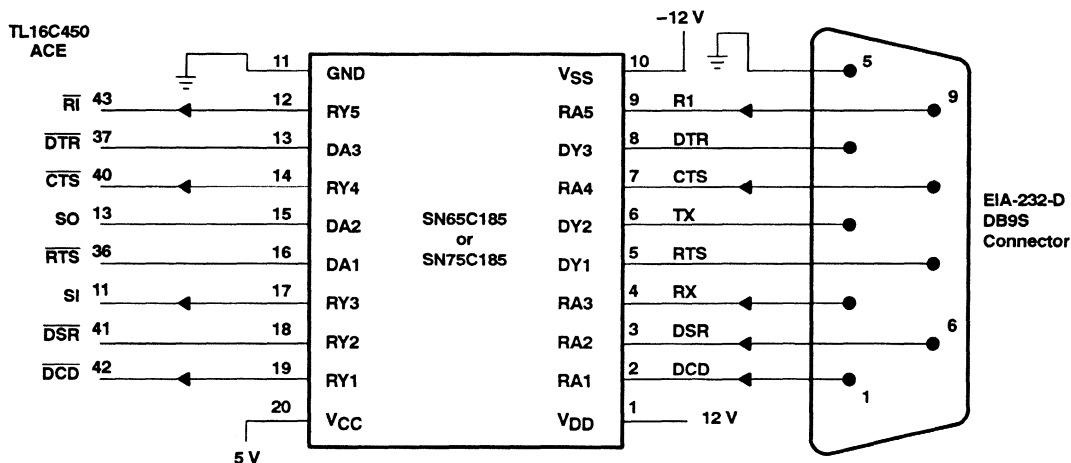 TL16C450
ACE
–12 V
11 GND VSS 10 5
RI 43 12 RY5 RA5 9 R1 9
DTR 37 13 DA3 DY3 8 DTR
CTS 40 14 RY4 RA4 7 CTS
SO 13 15 DA2 SN65C185 DY2 6 TX
or
SN75C185
EIA-232-D
DB9S
Connector
RTS 36 16 DA1 DY1 5 RTS
SI 11 17 RY3 RA3 4 RX
DSR 41 18 RY2 RA2 3 DSR 6
DCD 42 19 RY1 RA1 2 DCD 1
20 VCC VDD 1 12 V
5 V